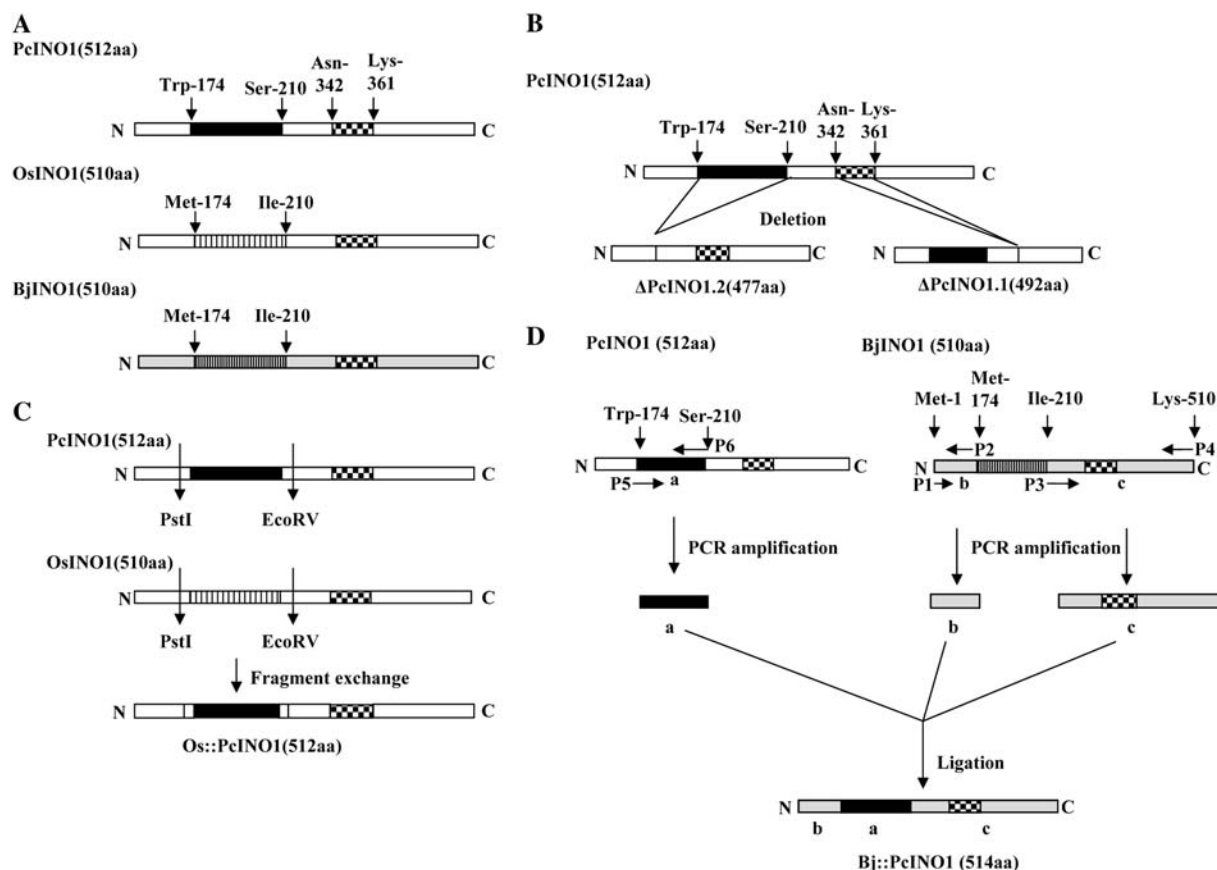 A
PcINO1(512aa)
Asn-342
Lys-361
Trp-174
Ser-210
N
C
OsINO1(510aa)
Met-174
Ile-210
N
C
BjINO1(510aa)
Met-174
Ile-210
N
C
B
PcINO1(512aa)
Asn-342
Lys-361
Trp-174
Ser-210
N
C
Deletion
N
C
ΔPcINO1.2(477aa)
N
C
ΔPcINO1.1(492aa)
C
PcINO1(512aa)
N
C
PstI
EcoRV
OsINO1(510aa)
N
C
PstI
EcoRV
Fragment exchange
N
C
Os::PcINO1(512aa)
D
PcINO1 (512aa)
Trp-174
Ser-210
P6
N
C
P5
a
BjINO1 (510aa)
Met-1
Met-174
Ile-210
Lys-510
P2
P4
N
C
P1
b
P3
c
PCR amplification
PCR amplification
a
b
c
Ligation
N
C
b
a
c
Bj::PcINO1 (514aa)